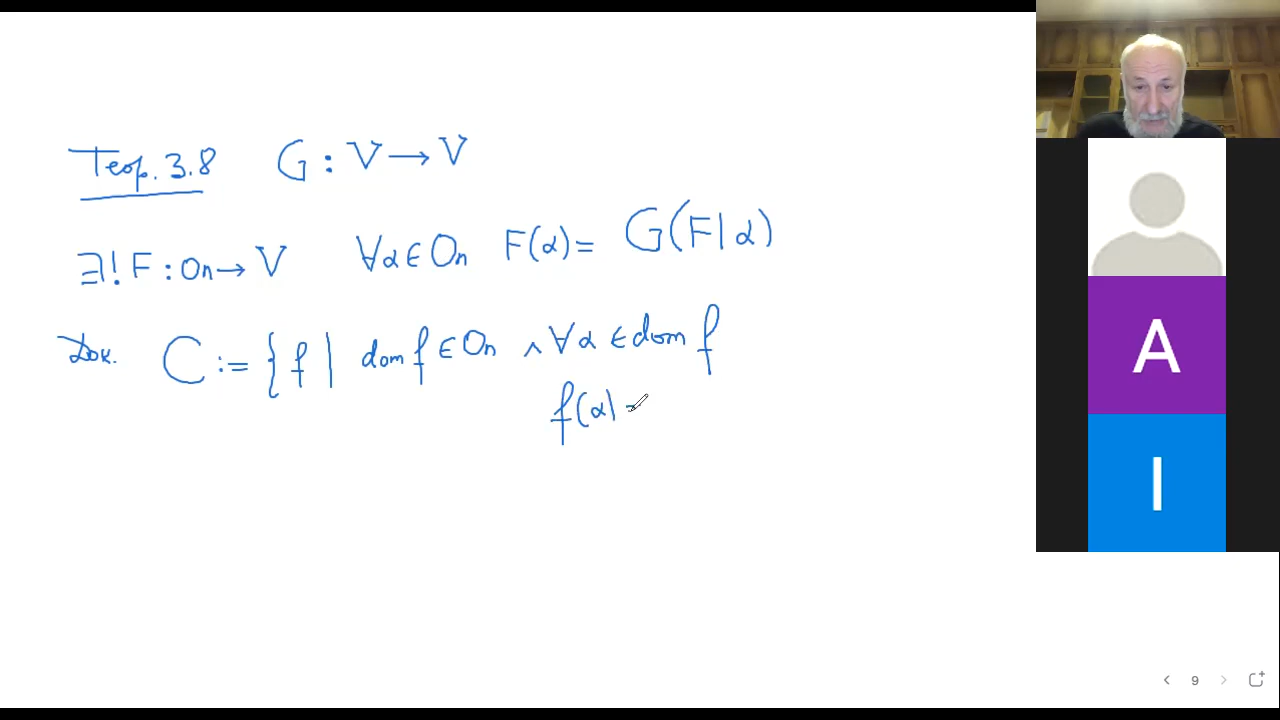 Теор. 3.8 G : V → V
∃! F : On → V ∀α ∈ On F(α) = G(F|α)
Док. C := { f | dom f ∈ On ∧ ∀α ∈ dom f
f(α) =
A
I
9